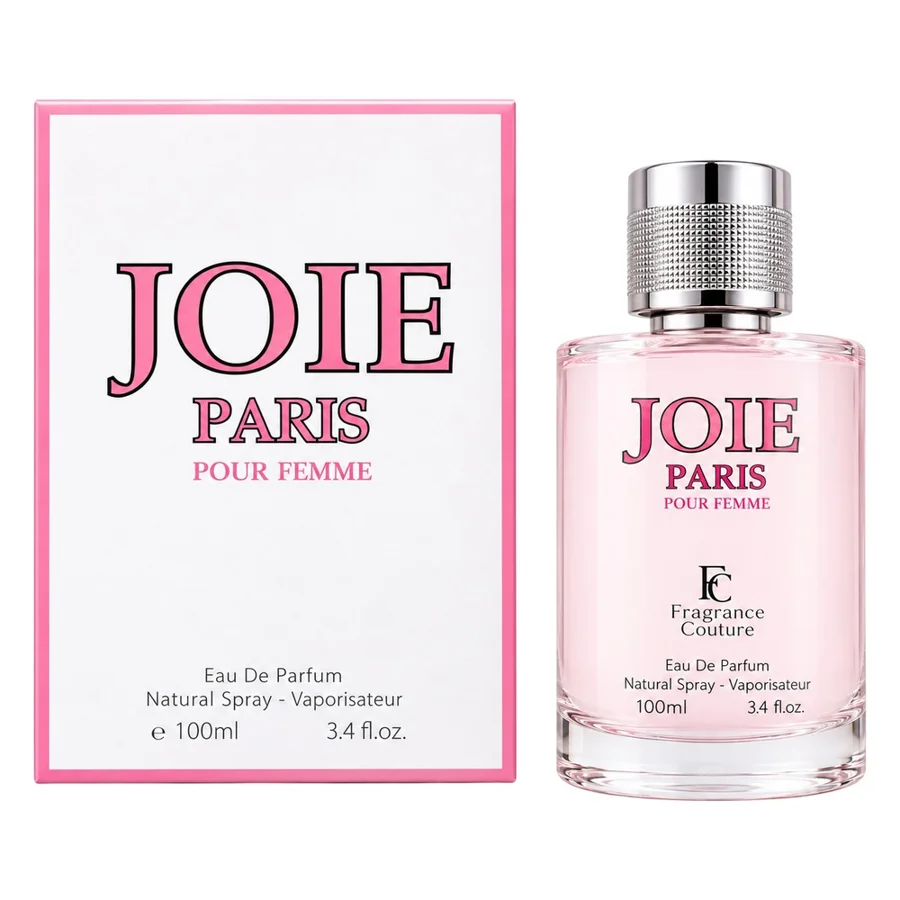 JOIE
PARIS
POUR FEMME
Eau De Parfum
Natural Spray - Vaporisateur
e 100ml 3.4 fl.oz.
JOIE
PARIS
POUR FEMME
FC
Fragrance
Couture
Eau De Parfum
Natural Spray - Vaporisateur
100ml 3.4 fl.oz.